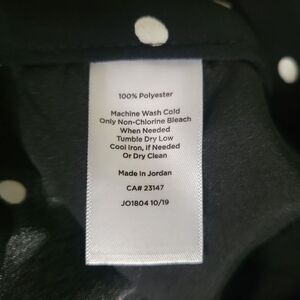 100% Polyester
Machine Wash Cold
Only Non-Chlorine Bleach
When Needed
Tumble Dry Low
Cool Iron, if Needed
Or Dry Clean
Made in Jordan
CA# 23147
JO1804 10/19